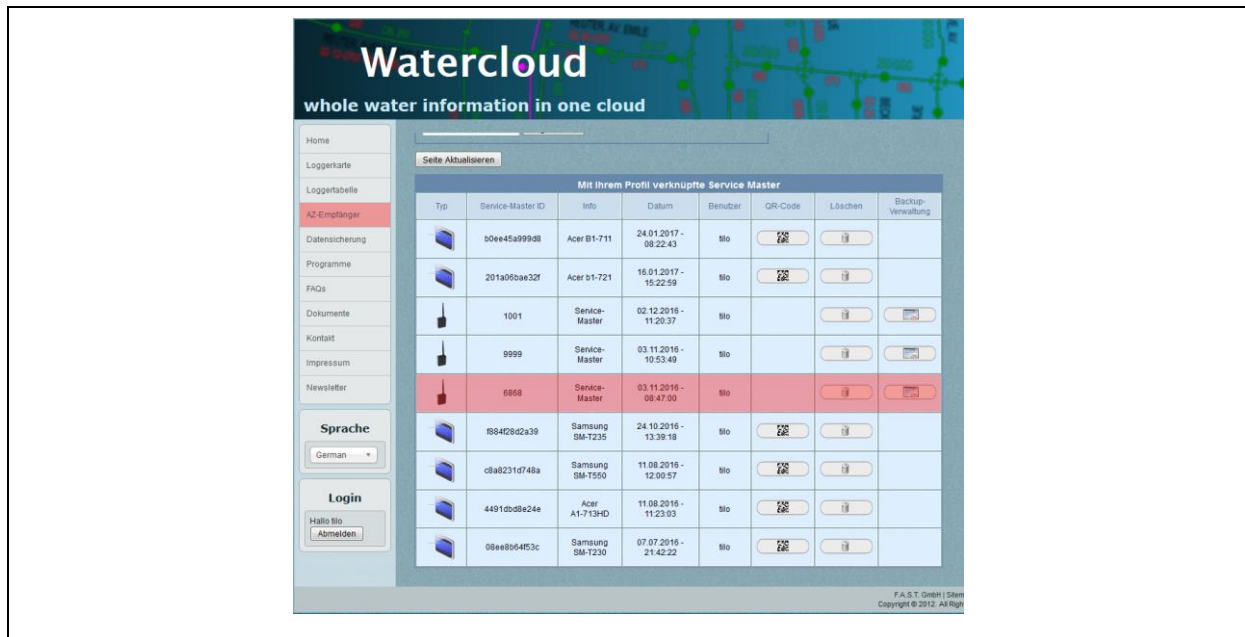 Watercloud
whole water information in one cloud
Home
Loggerkarte
Loggertabelle
AZ-Empfänger
Datensicherung
Programme
FAQs
Dokumente
Kontakt
Impressum
Newsletter
Sprache
German
Login
Hallo tilo
Abmelden
Seite Aktualisieren
Mit Ihrem Profil verknüpfte Service Master
Typ Service-Master ID Info Datum Benutzer QR-Code Löschen Backup-Verwaltung
b0ee45a999d8 Acer B1-711 24.01.2017 - 08:22:43 tilo
201a06bae32f Acer b1-721 16.01.2017 - 15:22:59 tilo
1001 Service-Master 02.12.2016 - 11:20:37 tilo
9999 Service-Master 03.11.2016 - 10:53:49 tilo
6868 Service-Master 03.11.2016 - 08:47:00 tilo
f884f28d2a39 Samsung SM-T235 24.10.2016 - 13:39:18 tilo
c8a8231d748a Samsung SM-T550 11.08.2016 - 12:00:57 tilo
4491dbd8e24e Acer A1-713HD 11.08.2016 - 11:23:03 tilo
08ee8b64f53c Samsung SM-T230 07.07.2016 - 21:42:22 tilo
F.A.S.T. GmbH | Sitem
Copyright © 2012. All Righ